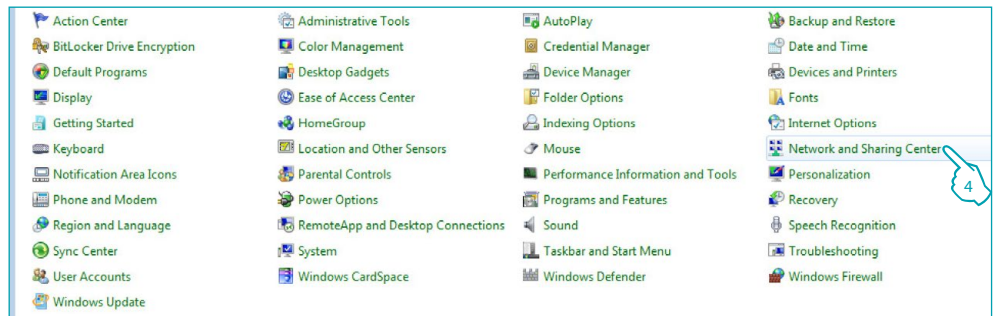 Action Center Administrative Tools AutoPlay Backup and Restore
BitLocker Drive Encryption Color Management Credential Manager Date and Time
Default Programs Desktop Gadgets Device Manager Devices and Printers
Display Ease of Access Center Folder Options Fonts
Getting Started HomeGroup Indexing Options Internet Options
Keyboard Location and Other Sensors Mouse Network and Sharing Center
Notification Area Icons Parental Controls Performance Information and Tools Personalization
4
Phone and Modem Power Options Programs and Features Recovery
Region and Language RemoteApp and Desktop Connections Sound Speech Recognition
Sync Center System Taskbar and Start Menu Troubleshooting
User Accounts Windows CardSpace Windows Defender Windows Firewall
Windows Update